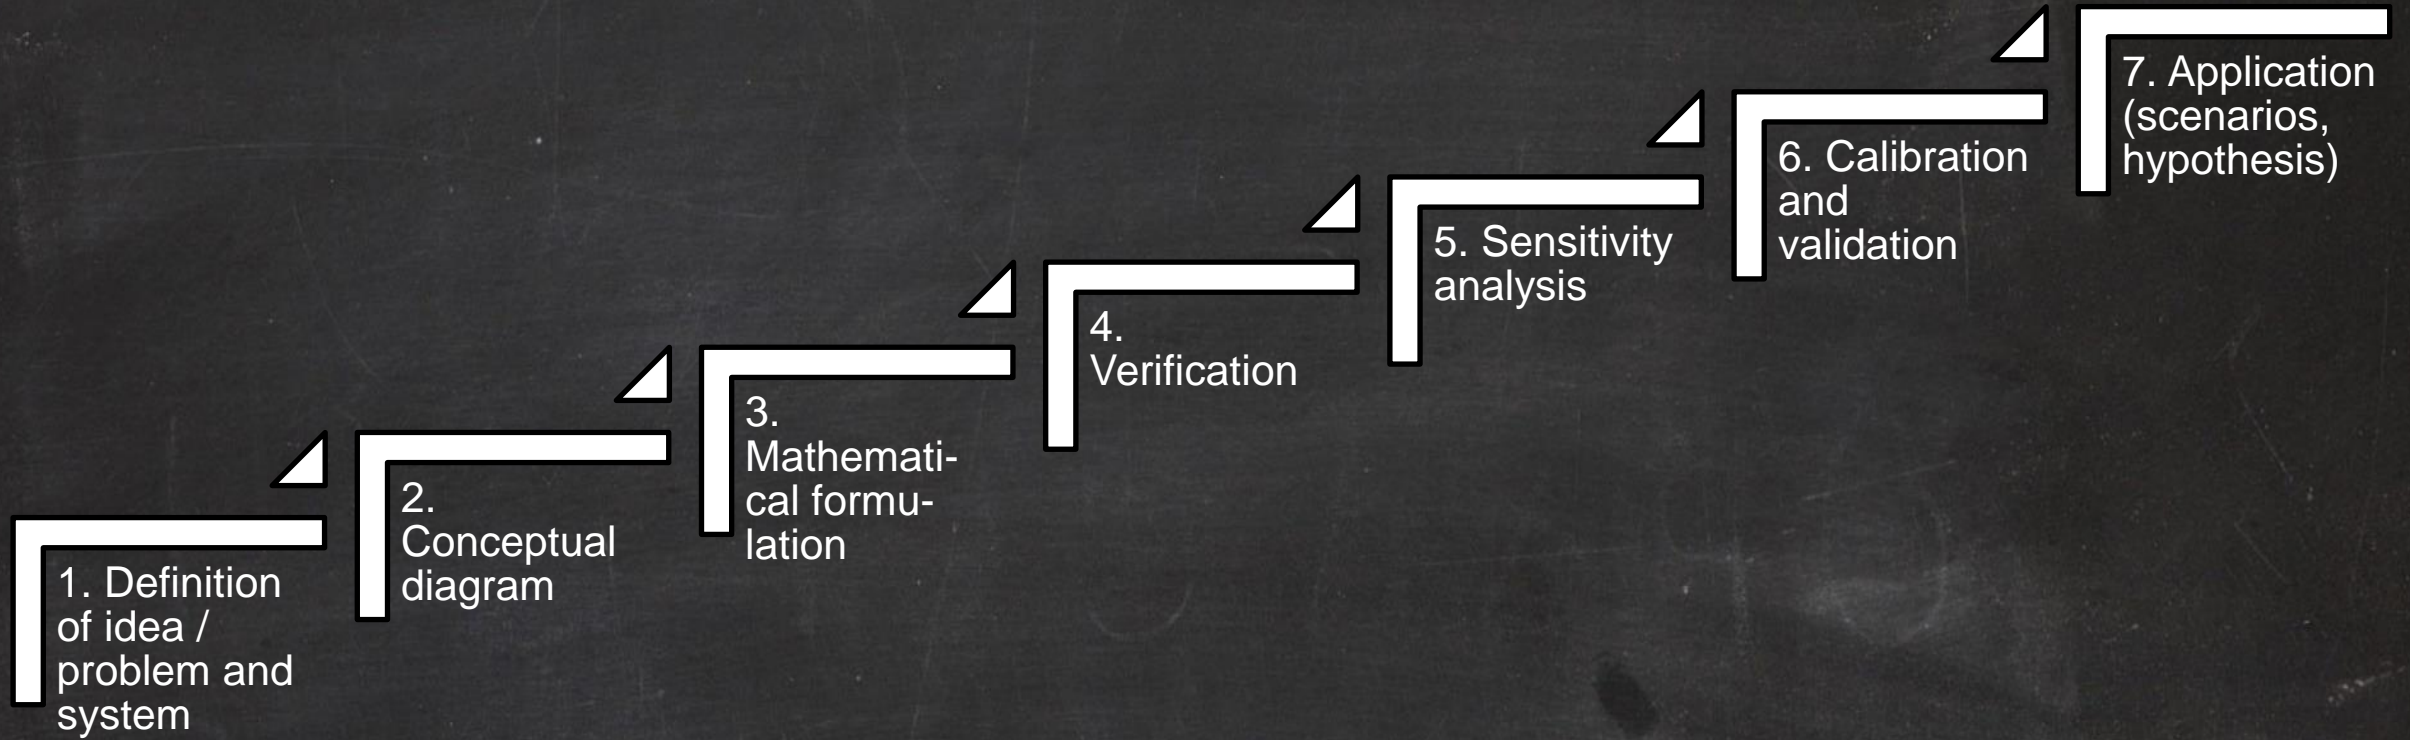 1. Definition
of idea /
problem and
system
2.
Conceptual
diagram
3.
Mathemati-
cal formu-
lation
4.
Verification
5. Sensitivity
analysis
6. Calibration
and
validation
7. Application
(scenarios,
hypothesis)